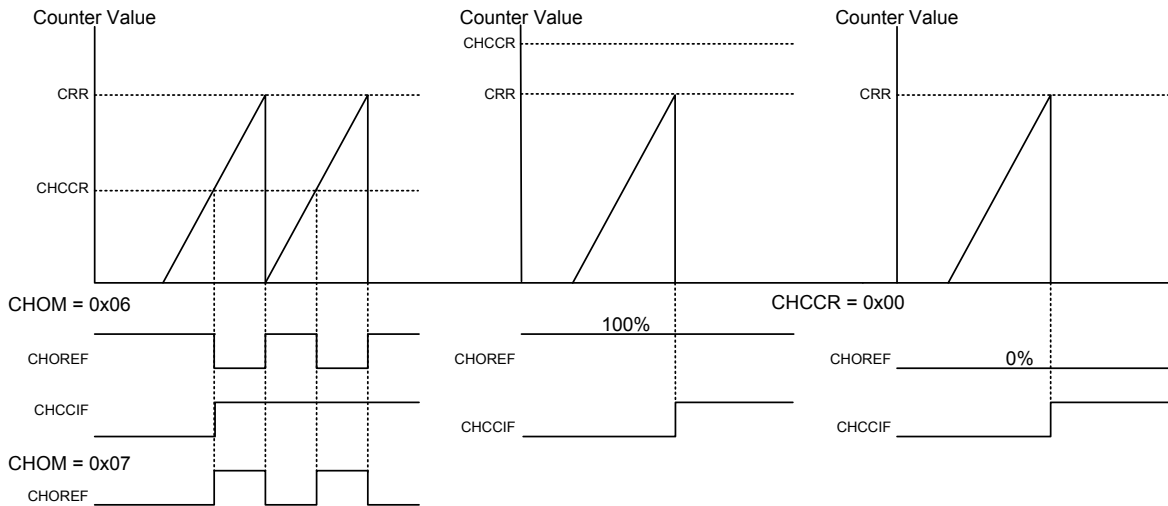 Counter Value
CRR
CHCCR
CHOM = 0x06
CHOREF
CHCCIF
CHOM = 0x07
CHOREF
Counter Value
CHCCR
CRR
100%
CHOREF
CHCCIF
Counter Value
CRR
CHCCR = 0x00
CHOREF
0%
CHCCIF